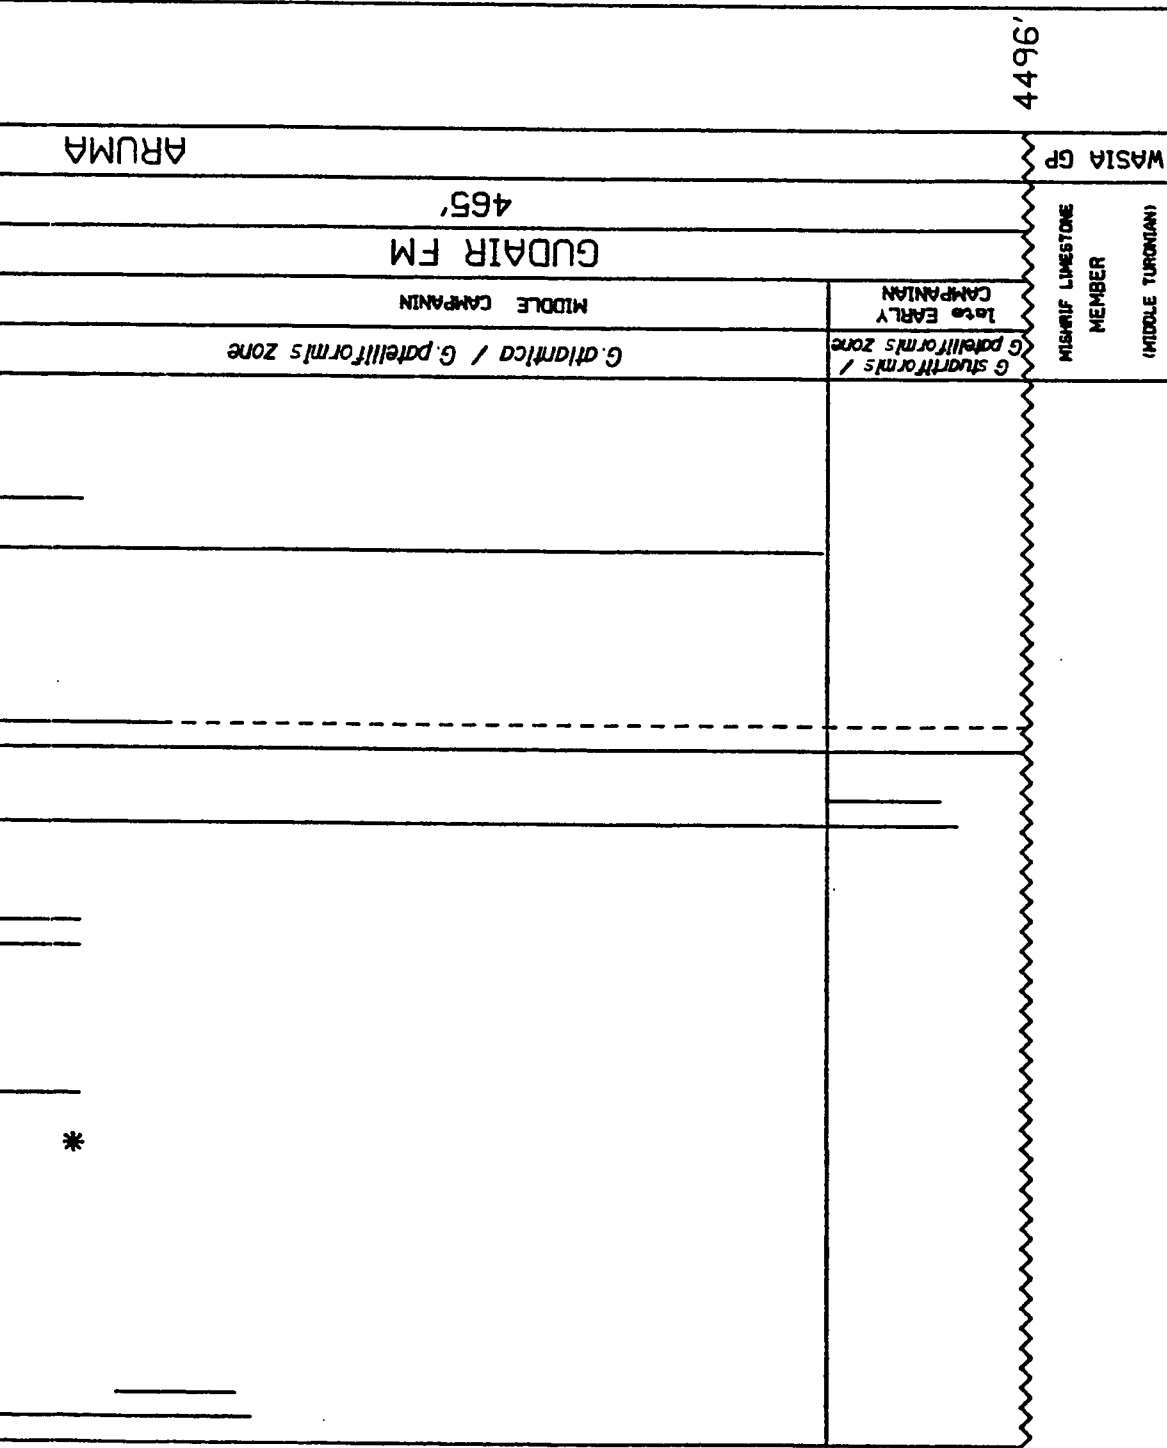 4496'
ARUMA
WASIA GP
465'
GUDAIR FM
MIDDLE CAMPANIN
late EARLY
CAMPANIAN
G.atlantica / G.patelliformis zone
G stuartiformis /
G patelliformis zone
MISHRIF LIMESTONE
MEMBER
(MIDDLE TURONIAN)
*